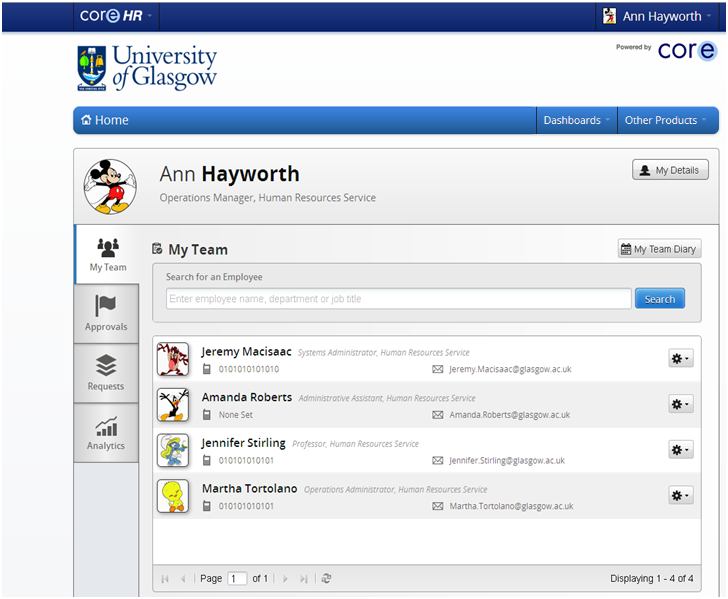 core HR
Ann Hayworth
University
of Glasgow
Powered by core
Home
Dashboards
Other Products
Ann Hayworth
Operations Manager, Human Resources Service
My Details
My Team
Approvals
Requests
Analytics
My Team
My Team Diary
Search for an Employee
Enter employee name, department or job title
Search
Jeremy Macisaac Systems Administrator, Human Resources Service
0101010101010 Jeremy.Macisaac@glasgow.ac.uk
Amanda Roberts Administrative Assistant, Human Resources Service
None Set Amanda.Roberts@glasgow.ac.uk
Jennifer Stirling Professor, Human Resources Service
010101010101 Jennifer.Stirling@glasgow.ac.uk
Martha Tortolano Operations Administrator, Human Resources Service
010101010101 Martha.Tortolano@glasgow.ac.uk
Page 1 of 1
Displaying 1 - 4 of 4